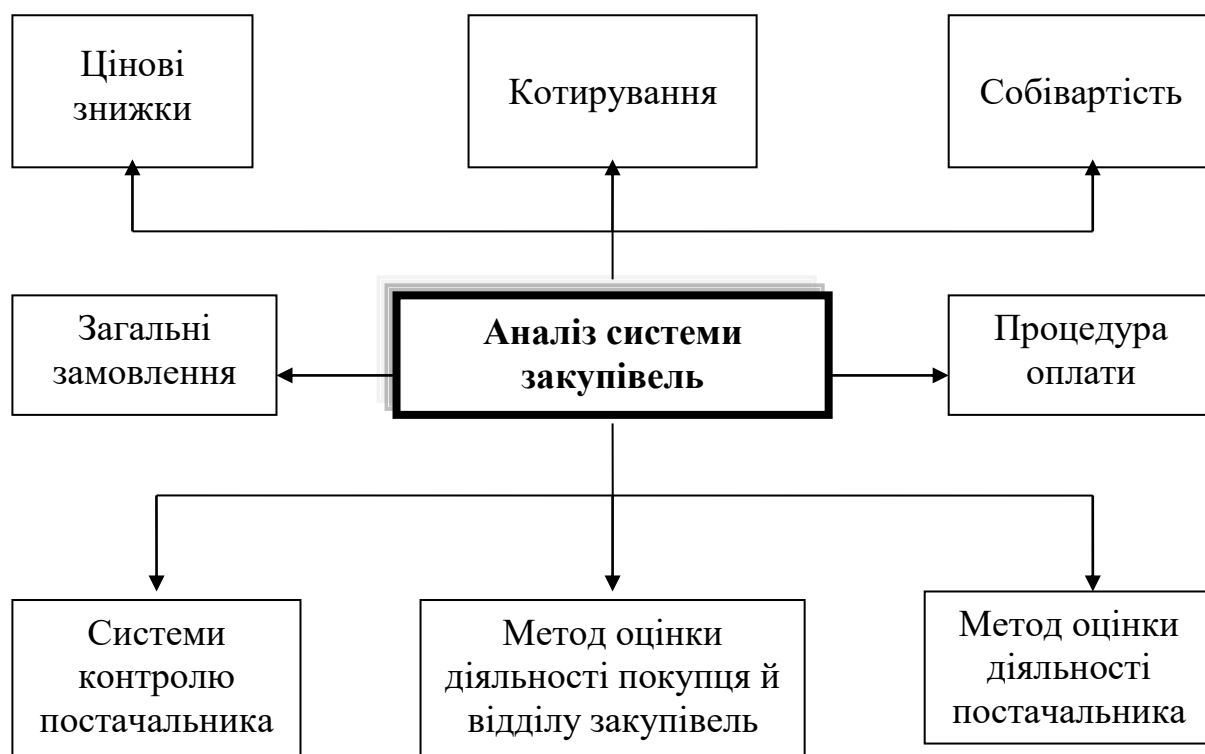 Цінові
знижки
Котирування
Собівартість
Загальні
замовлення
Аналіз системи
закупівель
Процедура
оплати
Системи
контролю
постачальника
Метод оцінки
діяльності покупця й
відділу закупівель
Метод оцінки
діяльності
постачальника